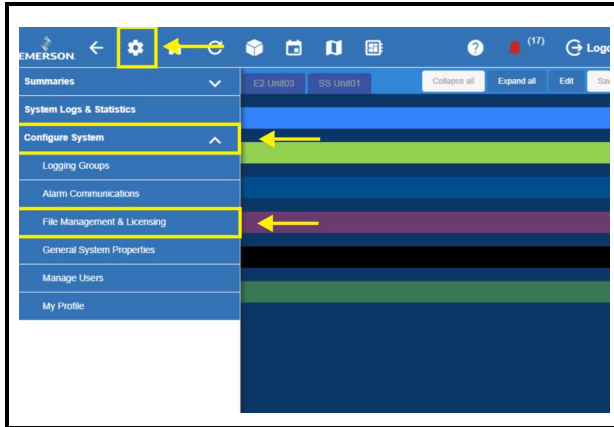 EMERSON
(17)
Logo
Summaries
E2 Unit03
SS Unit01
Collapse all
Expand all
Edit
Sav
System Logs & Statistics
Configure System
Logging Groups
Alarm Communications
File Management & Licensing
General System Properties
Manage Users
My Profile